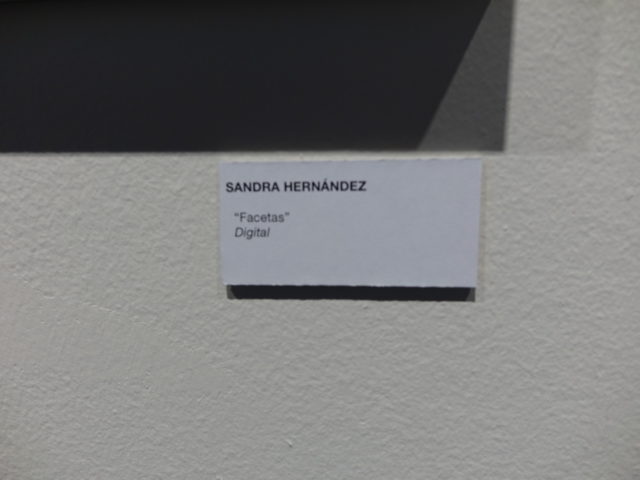 SANDRA HERNÁNDEZ
"Facetas"
Digital